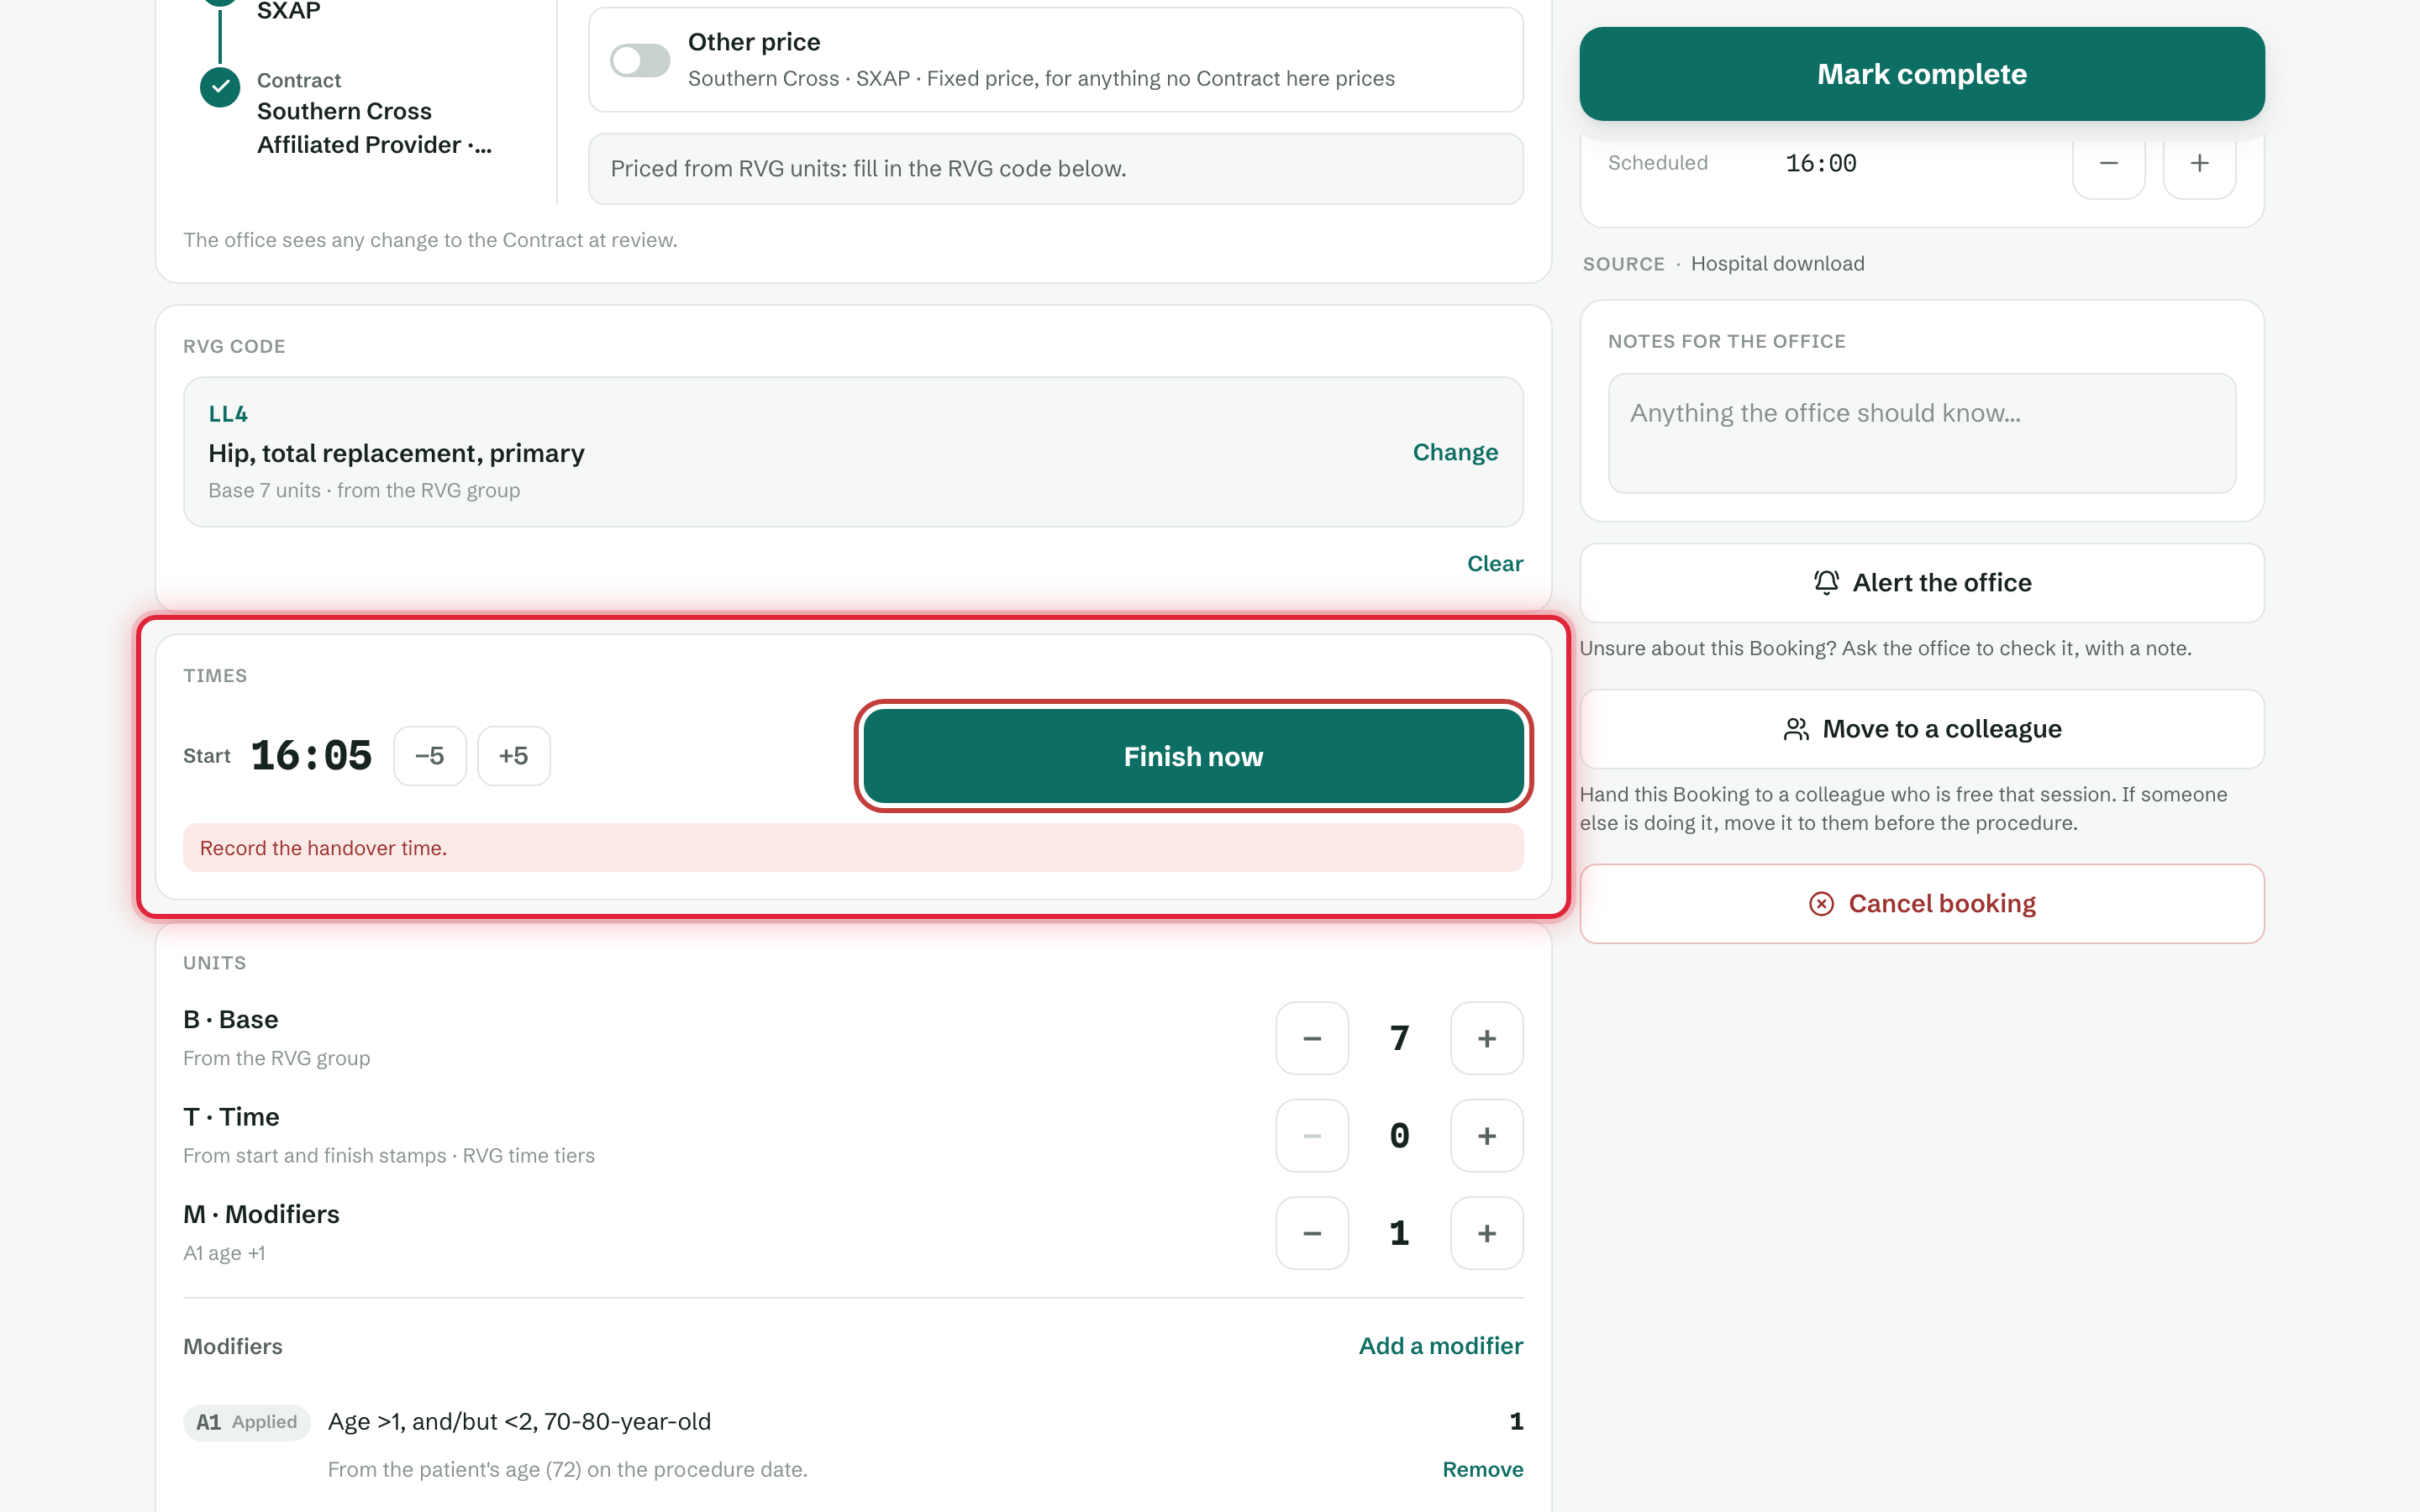 SXAP
Contract
Southern Cross
Affiliated Provider ·...
Other price
Southern Cross · SXAP · Fixed price, for anything no Contract here prices
Priced from RVG units: fill in the RVG code below.
The office sees any change to the Contract at review.
RVG CODE
LL4
Hip, total replacement, primary
Base 7 units · from the RVG group
Change
Clear
TIMES
Start 16:05 −5 +5
Finish now
Record the handover time.
UNITS
B · Base
From the RVG group
− 7 +
T · Time
From start and finish stamps · RVG time tiers
− 0 +
M · Modifiers
A1 age +1
− 1 +
Modifiers
Add a modifier
A1 Applied Age >1, and/but <2, 70-80-year-old 1
From the patient's age (72) on the procedure date.
Remove
Mark complete
Scheduled 16:00 − +
SOURCE · Hospital download
NOTES FOR THE OFFICE
Anything the office should know...
Alert the office
Unsure about this Booking? Ask the office to check it, with a note.
Move to a colleague
Hand this Booking to a colleague who is free that session. If someone
else is doing it, move it to them before the procedure.
Cancel booking